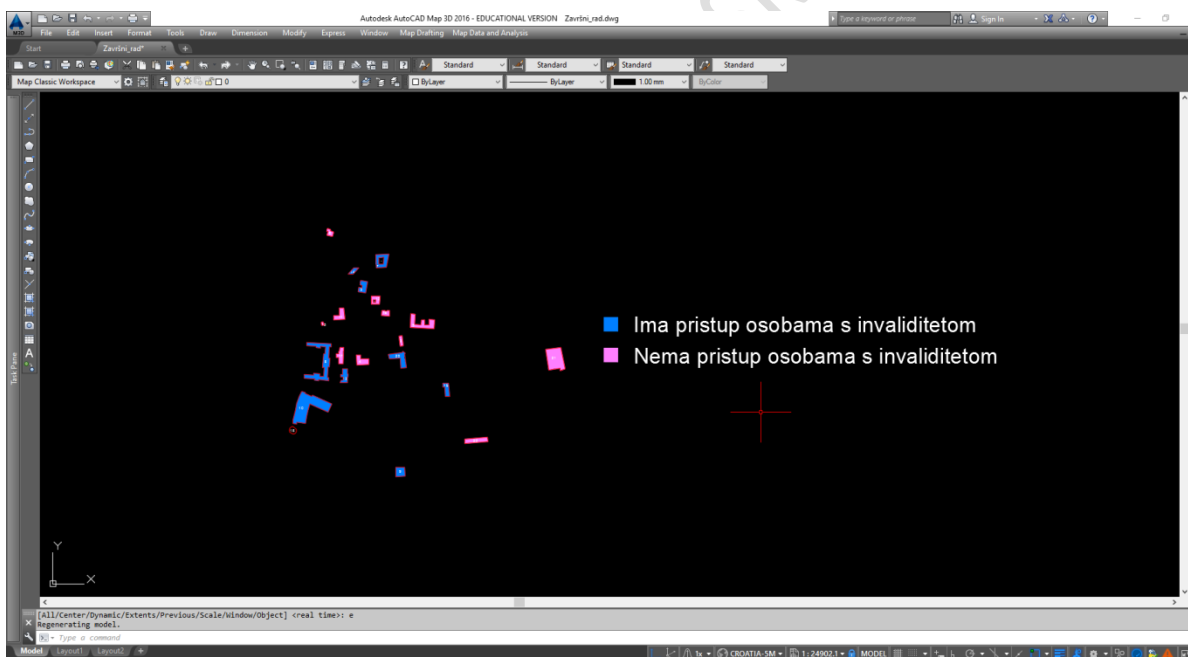 M3D
Autodesk AutoCAD Map 3D 2016 - EDUCATIONAL VERSION Završni_rad.dwg
Type a keyword or phrase
Sign In
File Edit Insert Format Tools Draw Dimension Modify Express Window Map Drafting Map Data and Analysis
Start Završni_rad*
Standard Standard Standard Standard
Map Classic Workspace 0 ByLayer ByLayer 1.00 mm ByColor
Ima pristup osobama s invaliditetom
Nema pristup osobama s invaliditetom
Task Pane
Y
X
[All/Center/Dynamic/Extents/Previous/Scale/Window/Object] <real time>: e
Regenerating model.
Type a command
Model Layout1 Layout2
1x CROATIA-5M 1:24902.1 MODEL